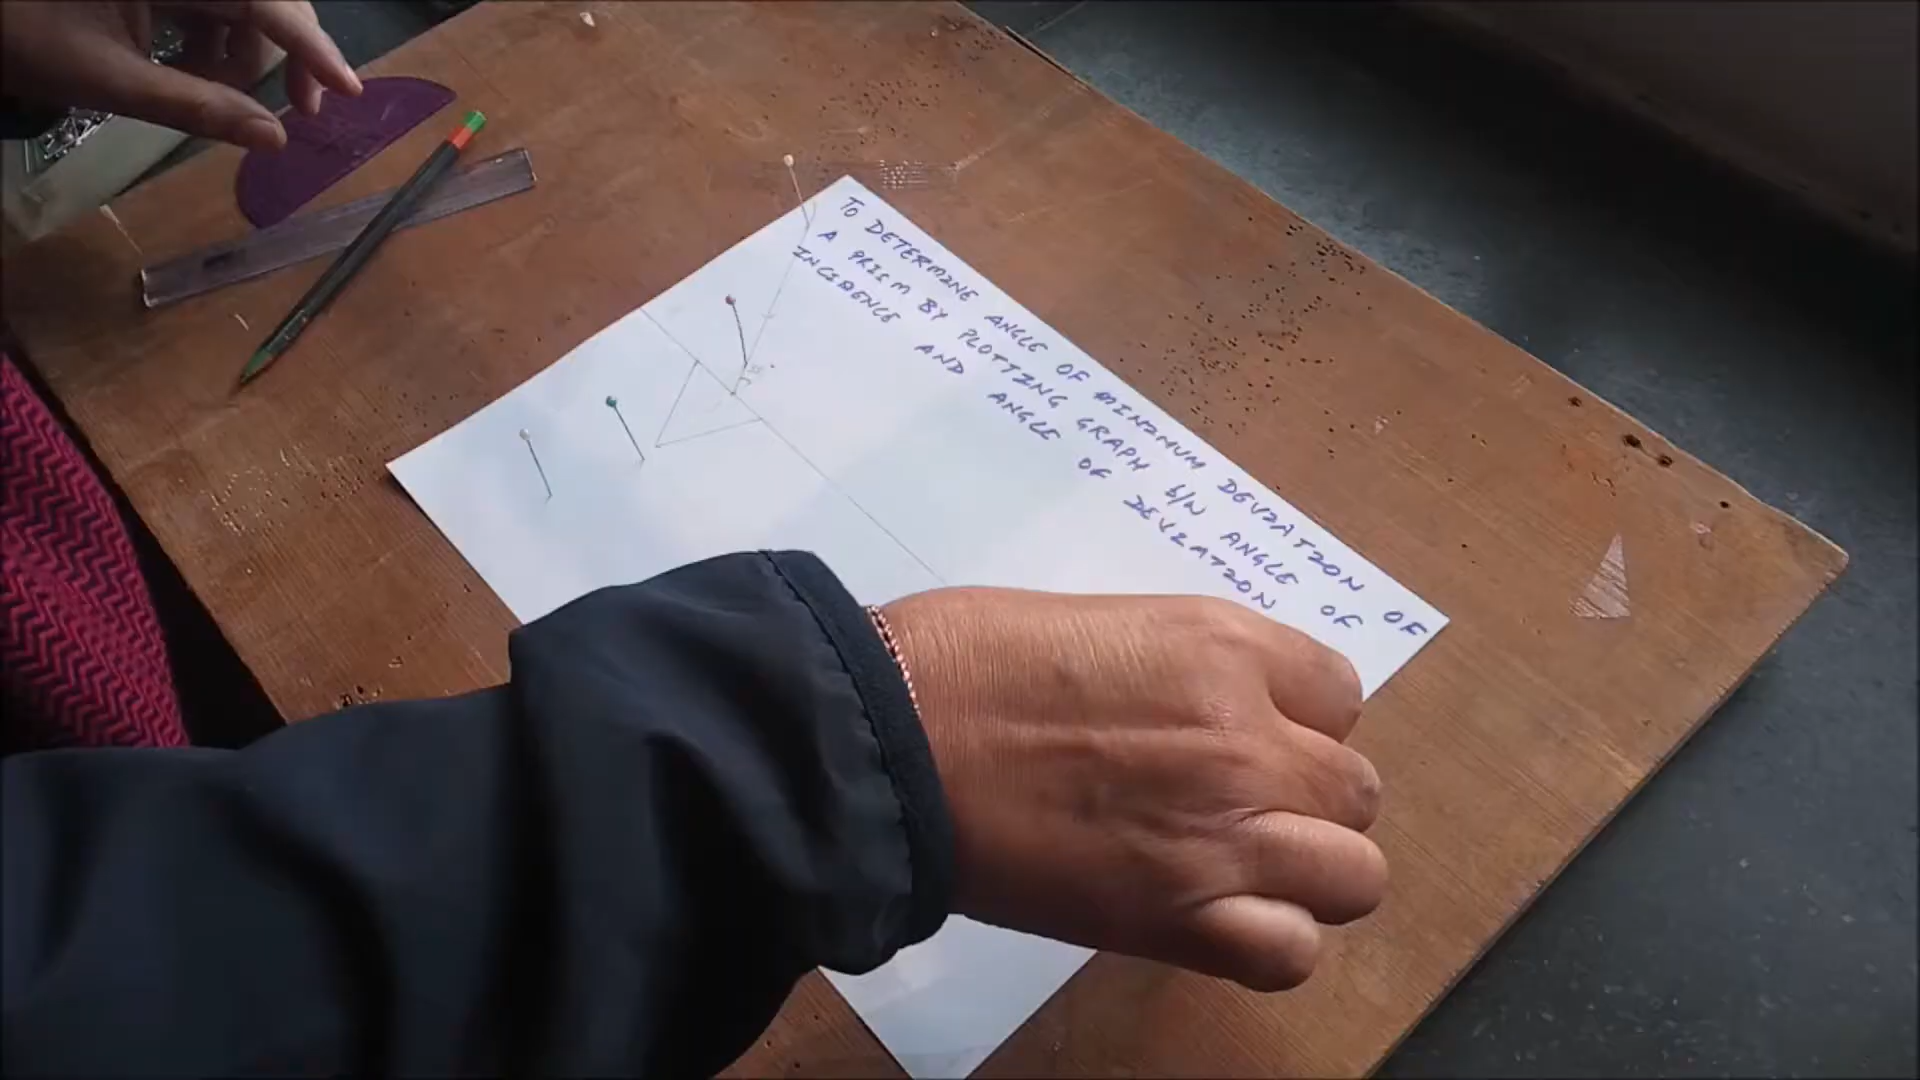 TO DETERMINE ANGLE OF MINIMUM DEVIATION OF
A PRISM BY PLOTTING GRAPH b/N ANGLE OF
INCIDENCE AND ANGLE OF DEVIATION